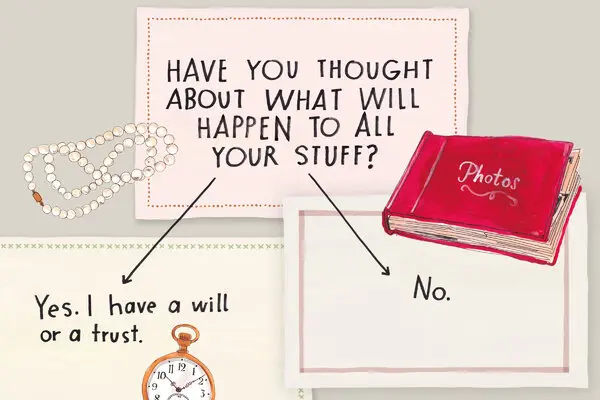 HAVE YOU THOUGHT
ABOUT WHAT WILL
HAPPEN TO ALL
YOUR STUFF?
Photos
Yes. I have a will
or a trust.
No.